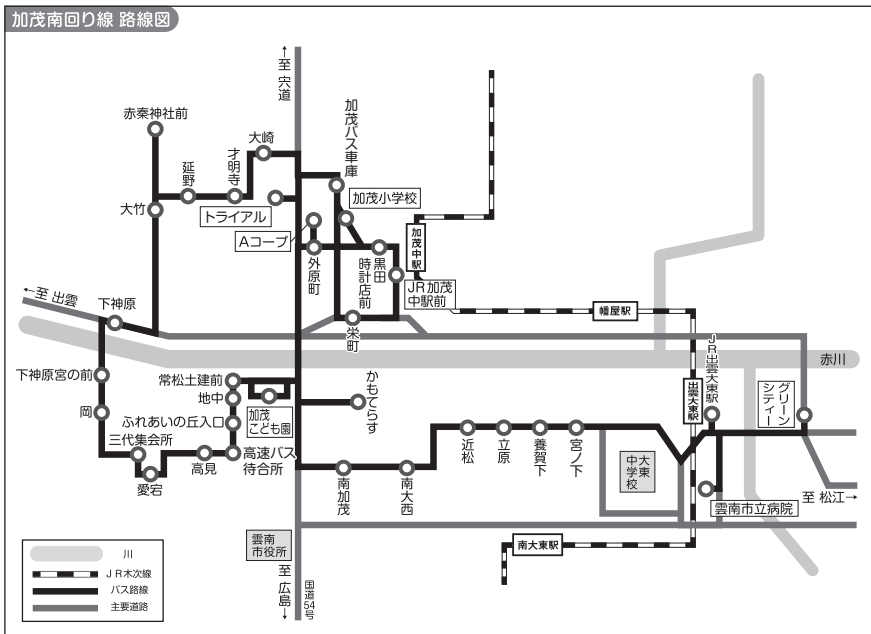 加茂南回り線 路線図
←至 宍道
赤秦神社前
大崎
加茂バス車庫
延野
才明寺
加茂小学校
大竹
トライアル
Aコープ
外原町
黒田時計店前
加茂中駅
JR加茂
中駅前
←至 出雲
下神原
栄町
幡屋駅
赤川
下神原宮の前
常松土建前
地中
加茂
こども園
かもてらす
出雲大東駅
JR出雲大東駅
グリーン
シティー
岡
ふれあいの丘入口
三代集会所
愛宕
高見
高速バス
待合所
近松
立原
養賀下
宮ノ下
南加茂
南大西
大東
中学校
雲南市立病院
至 松江→
雲南
市役所
南大東駅
至 広島→
国道54号
川
JR木次線
バス路線
主要道路